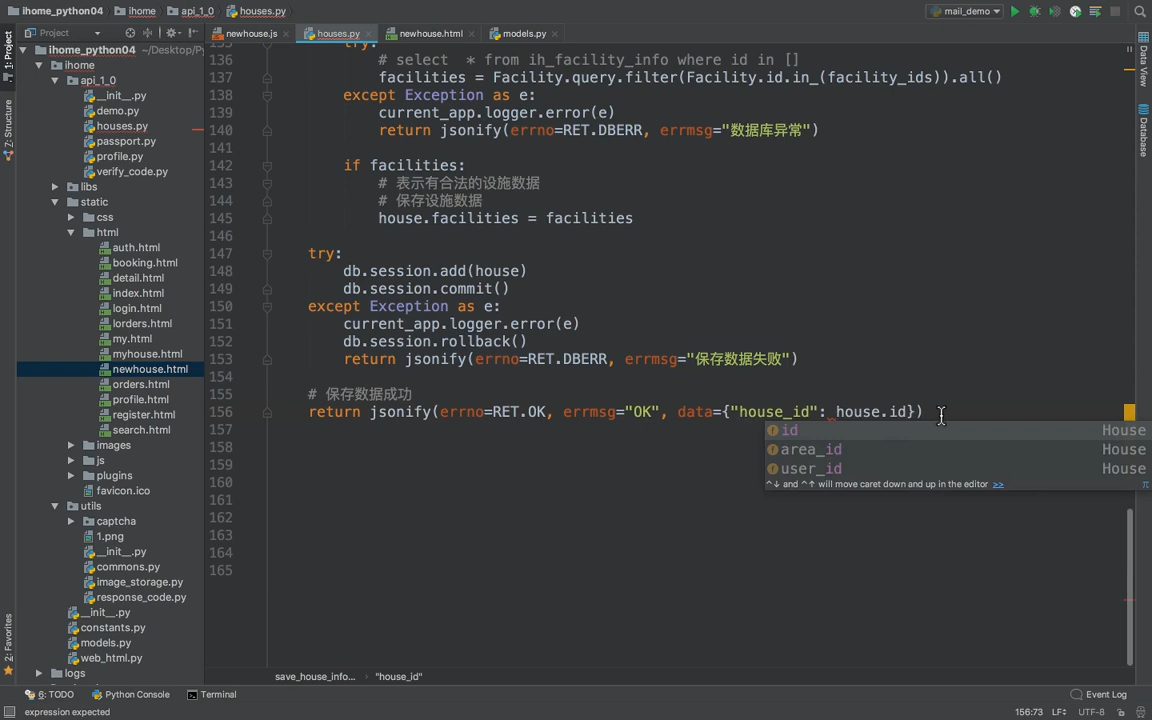 ihome_python04
ihome
api_1_0
houses.py
mail_demo
Project
newhouse.js
houses.py
newhouse.html
models.py
1: Project
Z: Structure
2: Favorites
Data View
Database
ihome_python04 ~/Desktop/Py
ihome
api_1_0
__init__.py
demo.py
houses.py
passport.py
profile.py
verify_code.py
libs
static
css
html
auth.html
booking.html
detail.html
index.html
login.html
lorders.html
my.html
myhouse.html
newhouse.html
orders.html
profile.html
register.html
search.html
images
js
plugins
favicon.ico
utils
captcha
1.png
__init__.py
commons.py
image_storage.py
response_code.py
__init__.py
constants.py
models.py
web_html.py
logs
135 try:
136 # select  * from ih_facility_info where id in []
137 facilities = Facility.query.filter(Facility.id.in_(facility_ids)).all()
138 except Exception as e:
139 current_app.logger.error(e)
140 return jsonify(errno=RET.DBERR, errmsg="数据库异常")
141
142 if facilities:
143 # 表示有合法的设施数据
144 # 保存设施数据
145 house.facilities = facilities
146
147 try:
148 db.session.add(house)
149 db.session.commit()
150 except Exception as e:
151 current_app.logger.error(e)
152 db.session.rollback()
153 return jsonify(errno=RET.DBERR, errmsg="保存数据失败")
154
155 # 保存数据成功
156 return jsonify(errno=RET.OK, errmsg="OK", data={"house_id": house.id})
157
158
159
160
161
162
163
164
165
id House
area_id House
user_id House
^↓ and ^↑ will move caret down and up in the editor >> π
save_house_info... "house_id"
6: TODO
Python Console
Terminal
Event Log
expression expected
156:73 LF÷ UTF-8